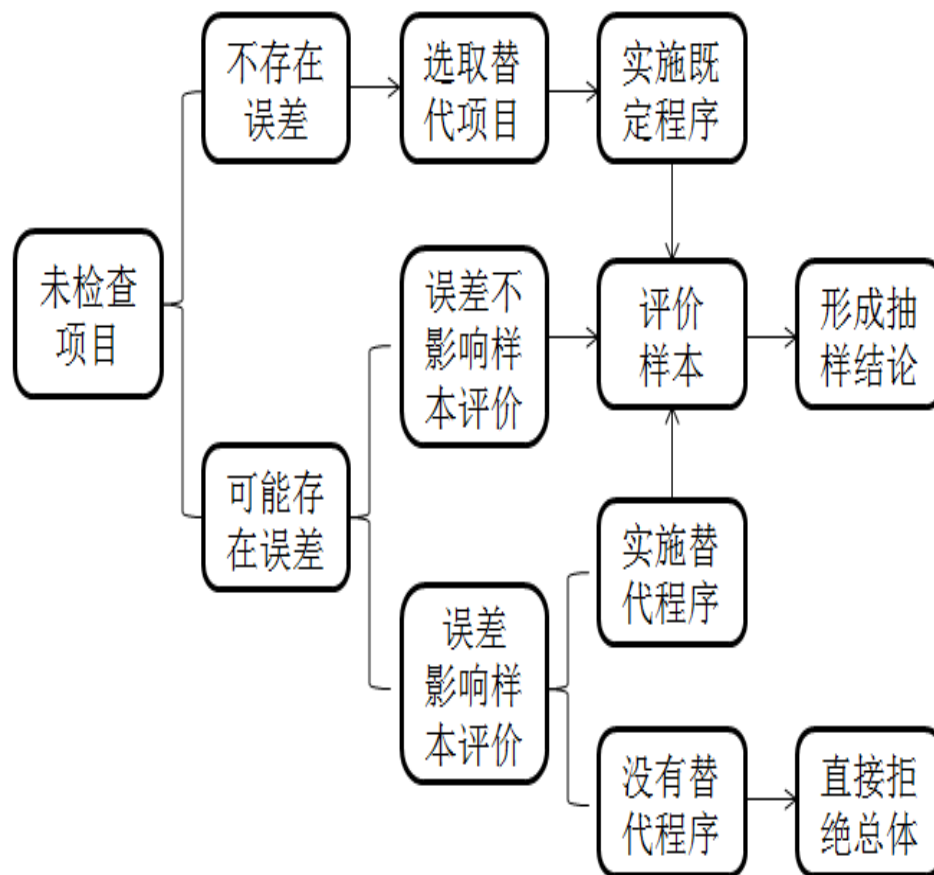 不存在
误差
选取替
代项目
实施既
定程序
未检查
项目
误差不
影响样
本评价
评价
样本
形成抽
样结论
可能存
在误差
实施替
代程序
误差
影响样
本评价
没有替
代程序
直接拒
绝总体